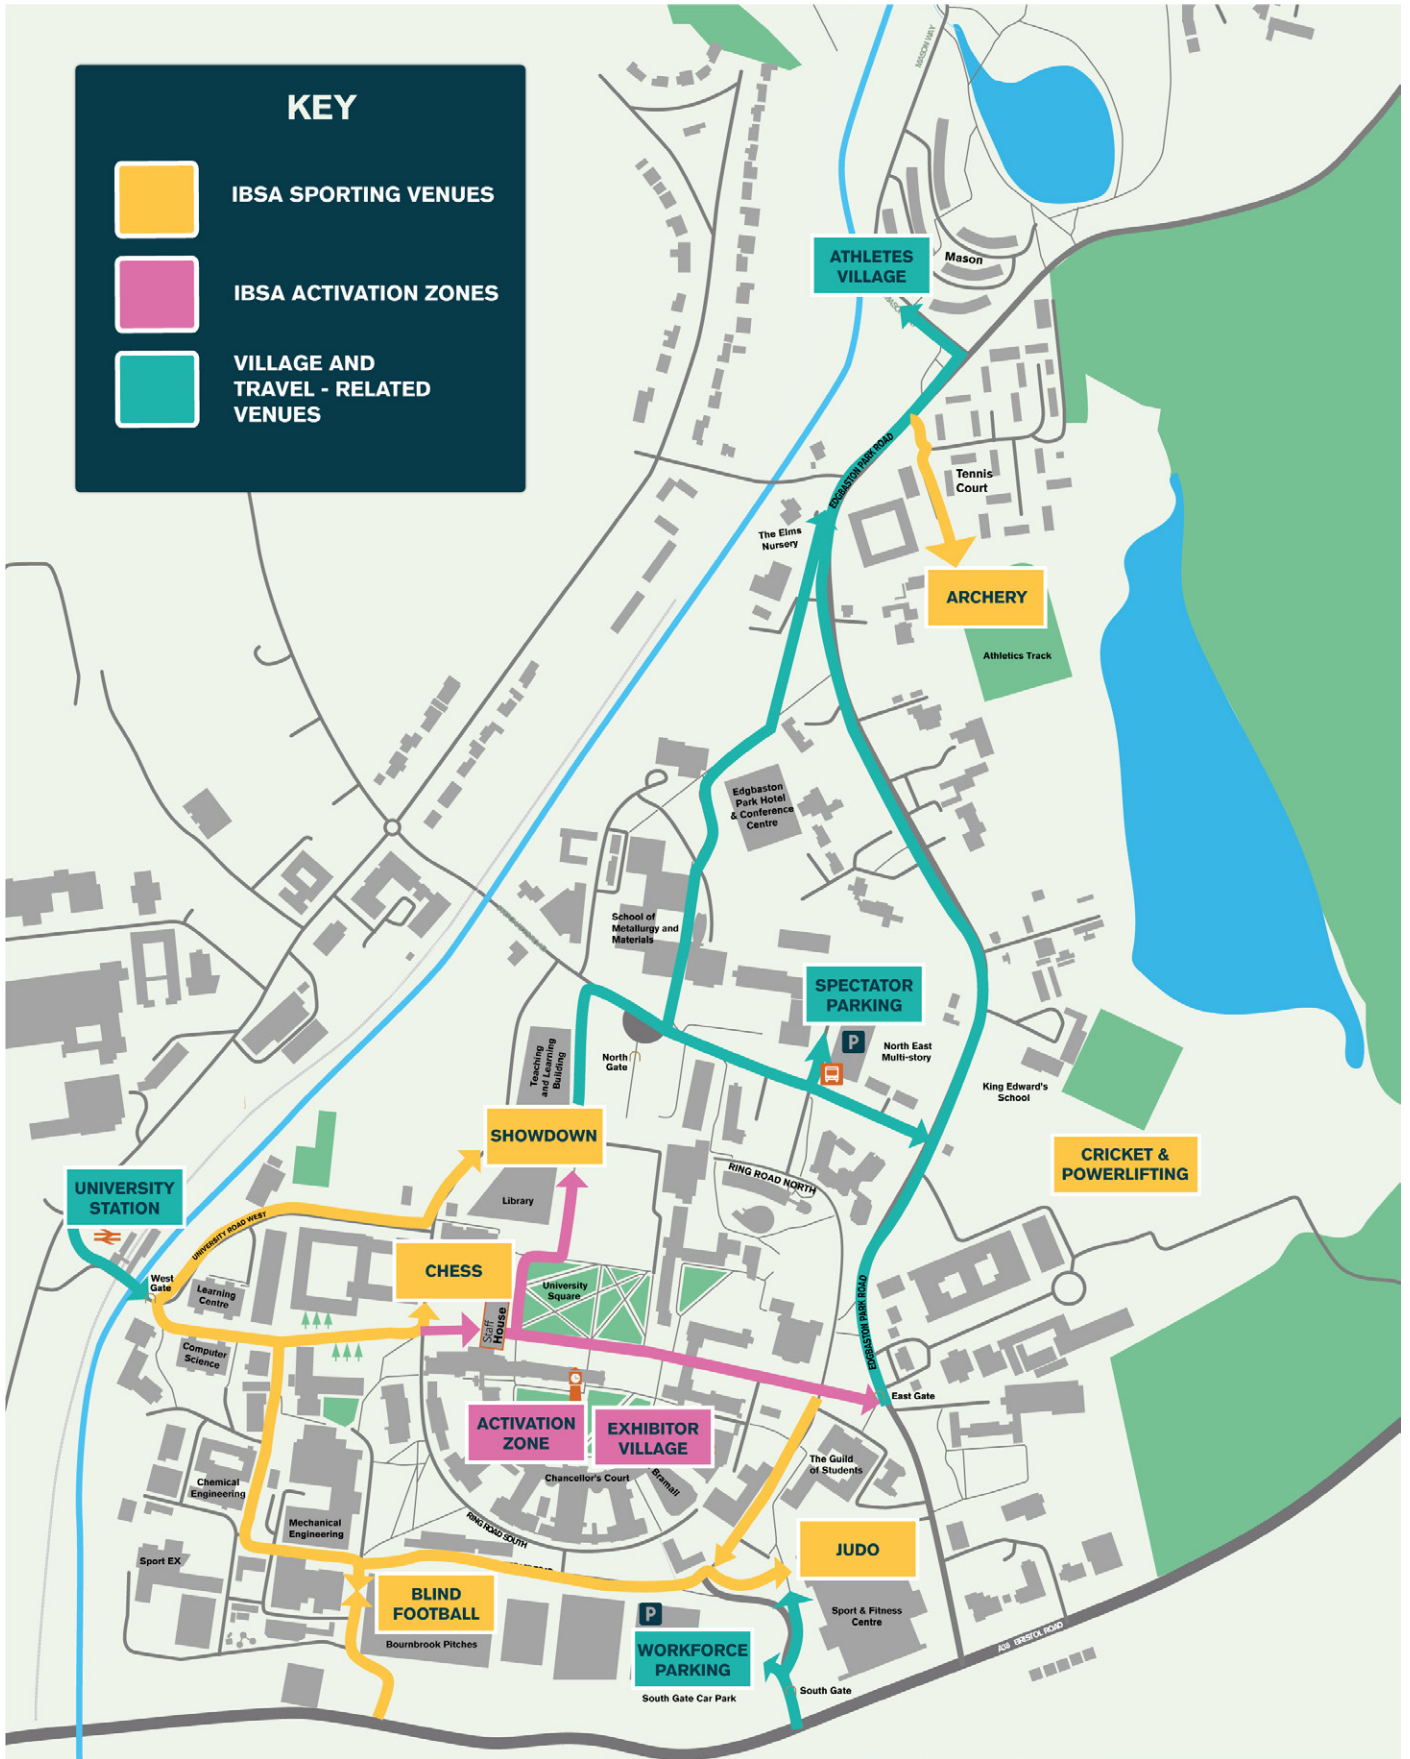 KEY
IBSA SPORTING VENUES
IBSA ACTIVATION ZONES
VILLAGE AND
TRAVEL - RELATED
VENUES
MASON WAY
ATHLETES
VILLAGE
Mason
EDGBASTON PARK ROAD
Tennis
Court
The Elms
Nursery
ARCHERY
Athletics Track
Edgbaston
Park Hotel
& Conference
Centre
School of
Metallurgy and
Materials
SPECTATOR
PARKING
P
North East
Multi-story
North
Gate
Teaching
and Learning
Building
King Edward's
School
SHOWDOWN
CRICKET &
POWERLIFTING
RING ROAD NORTH
UNIVERSITY
STATION
Library
UNIVERSITY ROAD WEST
West
Gate
CHESS
Learning
Centre
University
Square
Staff
House
EDGBASTON PARK ROAD
Computer
Science
East Gate
ACTIVATION
ZONE
EXHIBITOR
VILLAGE
The Guild
of Students
Chancellor's Court
Bramall
Chemical
Engineering
Mechanical
Engineering
RING ROAD SOUTH
JUDO
Sport EX
BLIND
FOOTBALL
P
Sport & Fitness
Centre
Bournbrook Pitches
WORKFORCE
PARKING
A38 BRISTOL ROAD
South Gate
South Gate Car Park